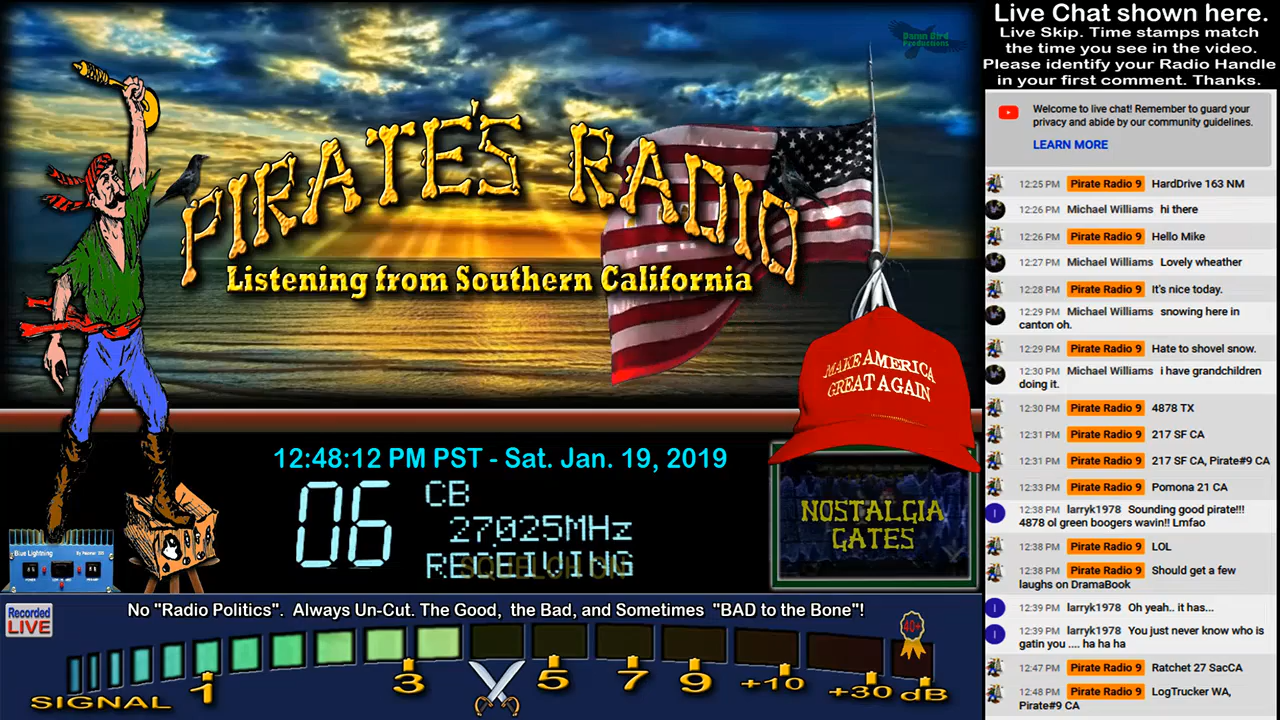 Damn Bird
Productions
PIRATE'S RADIO
Listening from Southern California
MAKE AMERICA
GREAT AGAIN
12:48:12 PM PST - Sat. Jan. 19, 2019
06
CB
27.025MHz
RECEIVING
NOSTALGIA
GATES
Blue Lightning
Recorded
LIVE
No "Radio Politics". Always Un-Cut. The Good, the Bad, and Sometimes "BAD to the Bone"!
40+
SIGNAL 1 3 5 7 9 +10 +30 dB
Live Chat shown here.
Live Skip. Time stamps match
the time you see in the video.
Please identify your Radio Handle
in your first comment. Thanks.
Welcome to live chat! Remember to guard your
privacy and abide by our community guidelines.
LEARN MORE
12:25 PM Pirate Radio 9 HardDrive 163 NM
12:26 PM Michael Williams hi there
12:26 PM Pirate Radio 9 Hello Mike
12:27 PM Michael Williams Lovely wheather
12:28 PM Pirate Radio 9 It's nice today.
12:29 PM Michael Williams snowing here in
canton oh.
12:29 PM Pirate Radio 9 Hate to shovel snow.
12:30 PM Michael Williams i have grandchildren
doing it.
12:30 PM Pirate Radio 9 4878 TX
12:31 PM Pirate Radio 9 217 SF CA
12:31 PM Pirate Radio 9 217 SF CA, Pirate#9 CA
12:33 PM Pirate Radio 9 Pomona 21 CA
I 12:38 PM larryk1978 Sounding good pirate!!!
4878 ol green boogers wavin!! Lmfao
12:38 PM Pirate Radio 9 LOL
12:38 PM Pirate Radio 9 Should get a few
laughs on DramaBook
I 12:39 PM larryk1978 Oh yeah.. it has...
I 12:39 PM larryk1978 You just never know who is
gatin you .... ha ha ha
12:47 PM Pirate Radio 9 Ratchet 27 SacCA
12:48 PM Pirate Radio 9 LogTrucker WA,
Pirate#9 CA